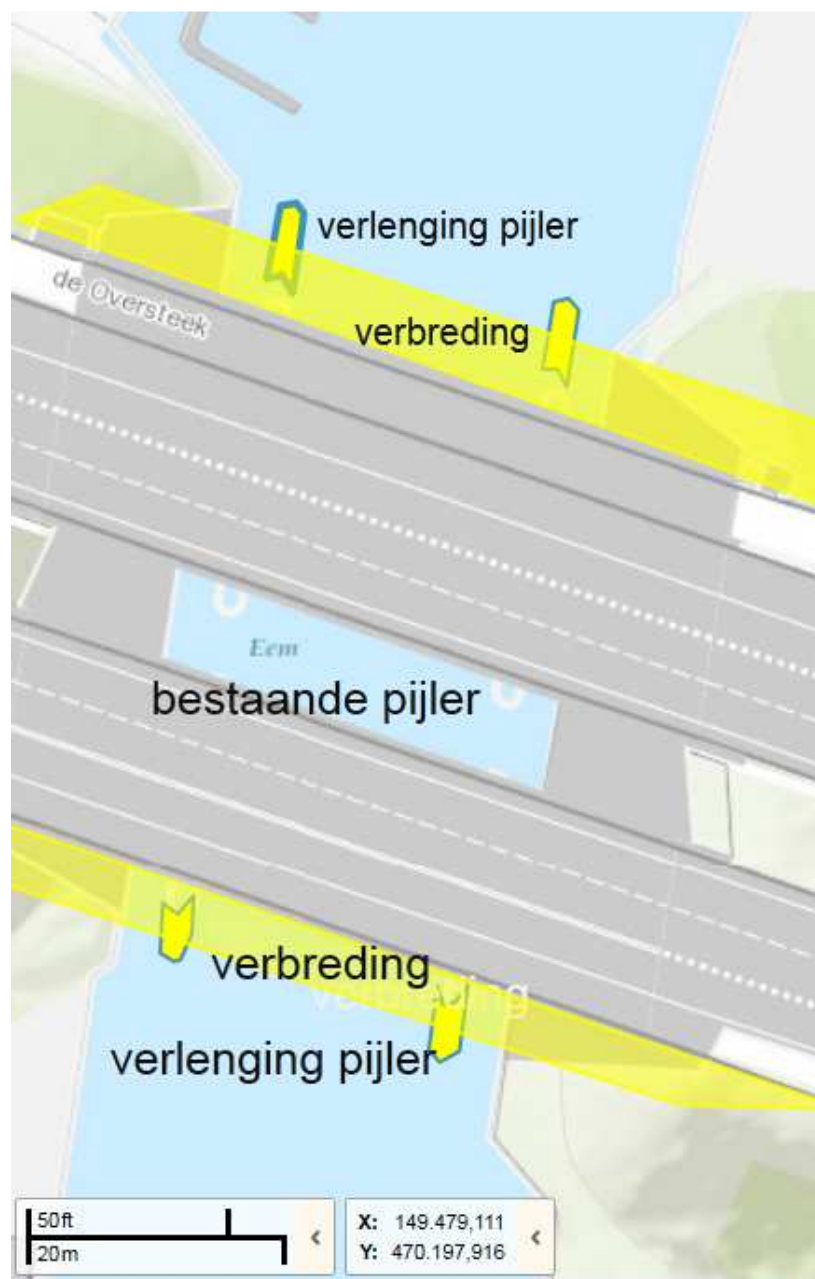 verlenging pijler
de Oversteek
verbreding
Eem
bestaande pijler
verbreding
verbreding
verlenging pijler
50ft
20m
‹
X: 149.479,111
Y: 470.197,916
‹